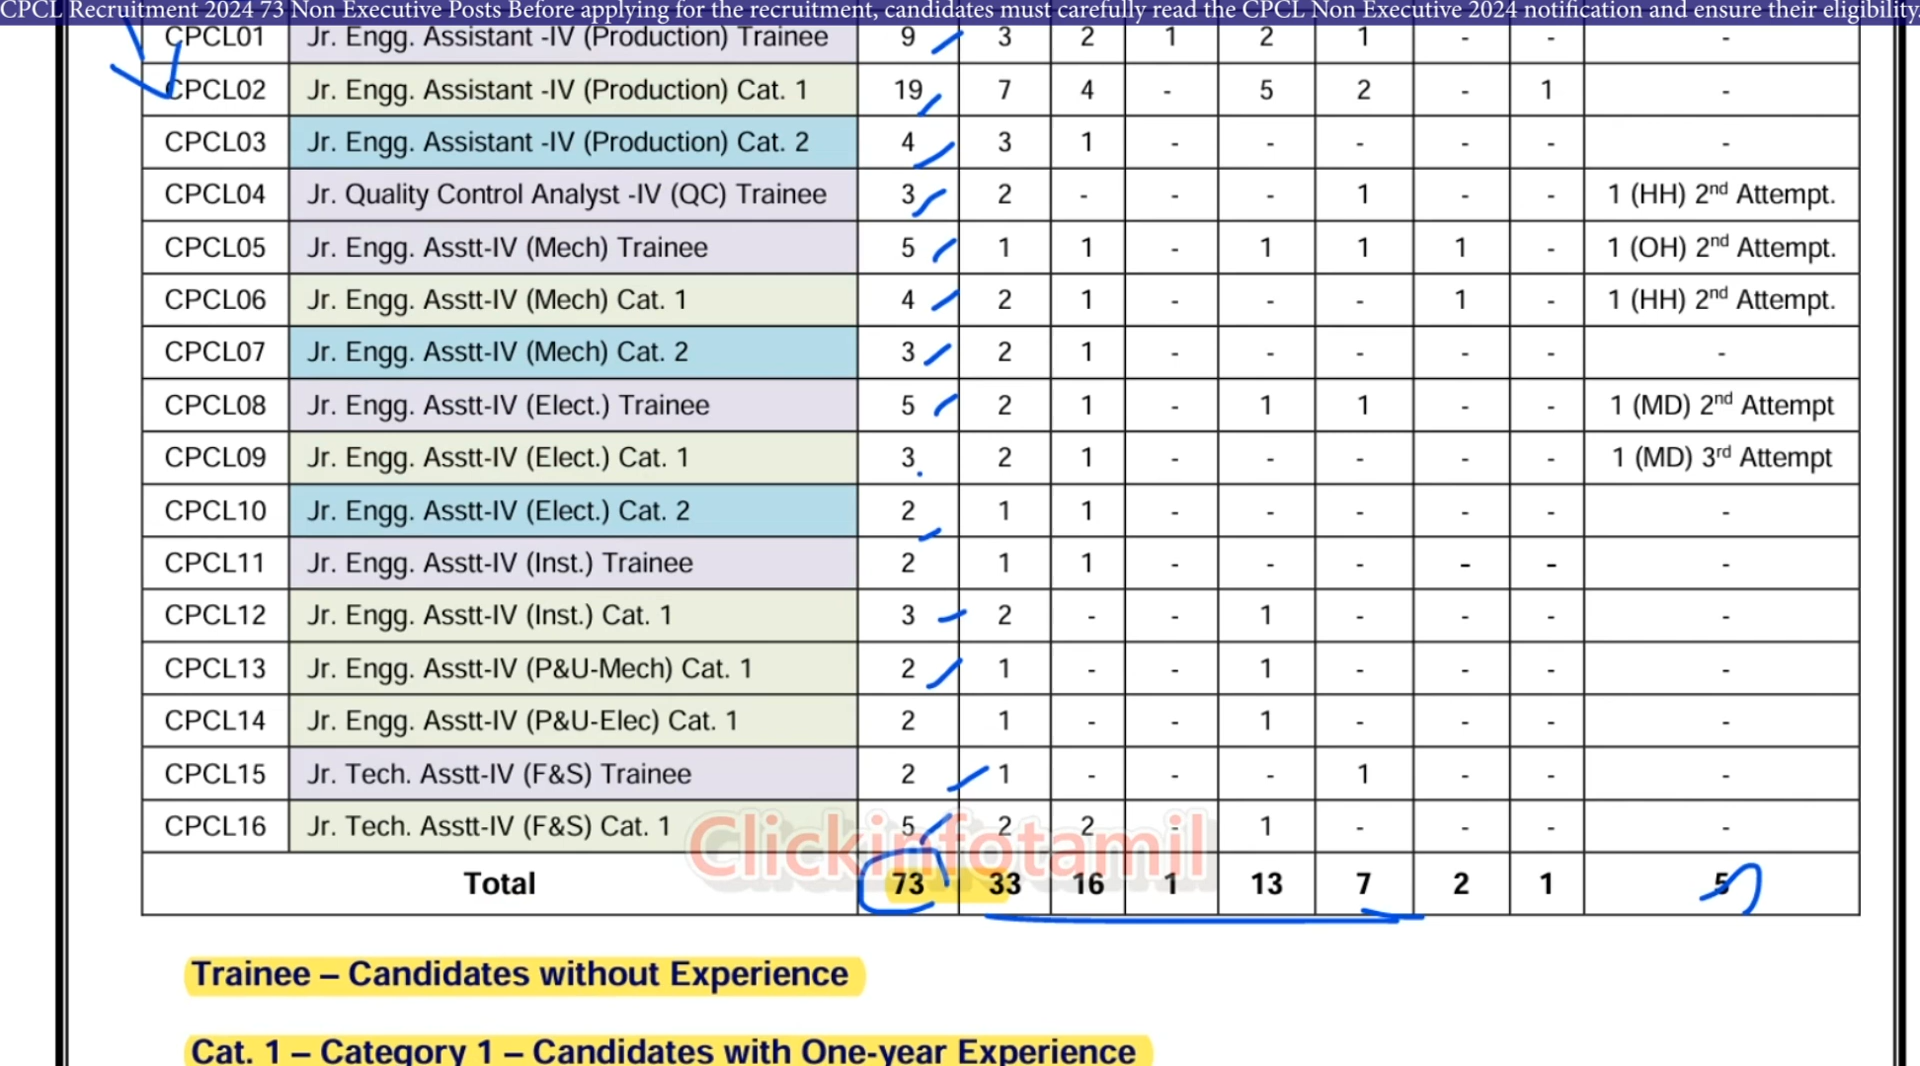 CPCL Recruitment 2024 73 Non Executive Posts Before applying for the recruitment, candidates must carefully read the CPCL Non Executive 2024 notification and ensure their eligibility.
CPCL01 Jr. Engg. Assistant -IV (Production) Trainee 9 3 2 1 2 1 - - -
CPCL02 Jr. Engg. Assistant -IV (Production) Cat. 1 19 7 4 - 5 2 - 1 -
CPCL03 Jr. Engg. Assistant -IV (Production) Cat. 2 4 3 1 - - - - - -
CPCL04 Jr. Quality Control Analyst -IV (QC) Trainee 3 2 - - - 1 - - 1 (HH) 2nd Attempt.
CPCL05 Jr. Engg. Asstt-IV (Mech) Trainee 5 1 1 - 1 1 1 - 1 (OH) 2nd Attempt.
CPCL06 Jr. Engg. Asstt-IV (Mech) Cat. 1 4 2 1 - - - 1 - 1 (HH) 2nd Attempt.
CPCL07 Jr. Engg. Asstt-IV (Mech) Cat. 2 3 2 1 - - - - - -
CPCL08 Jr. Engg. Asstt-IV (Elect.) Trainee 5 2 1 - 1 1 - - 1 (MD) 2nd Attempt
CPCL09 Jr. Engg. Asstt-IV (Elect.) Cat. 1 3 2 1 - - - - - 1 (MD) 3rd Attempt
CPCL10 Jr. Engg. Asstt-IV (Elect.) Cat. 2 2 1 1 - - - - - -
CPCL11 Jr. Engg. Asstt-IV (Inst.) Trainee 2 1 1 - - - - - -
CPCL12 Jr. Engg. Asstt-IV (Inst.) Cat. 1 3 2 - - 1 - - - -
CPCL13 Jr. Engg. Asstt-IV (P&U-Mech) Cat. 1 2 1 - - 1 - - - -
CPCL14 Jr. Engg. Asstt-IV (P&U-Elec) Cat. 1 2 1 - - 1 - - - -
CPCL15 Jr. Tech. Asstt-IV (F&S) Trainee 2 1 - - - 1 - - -
CPCL16 Jr. Tech. Asstt-IV (F&S) Cat. 1 5 2 2 - 1 - - - -
Clickinfotamil
Total 73 33 16 1 13 7 2 1 5
Trainee – Candidates without Experience
Cat. 1 – Category 1 – Candidates with One-year Experience